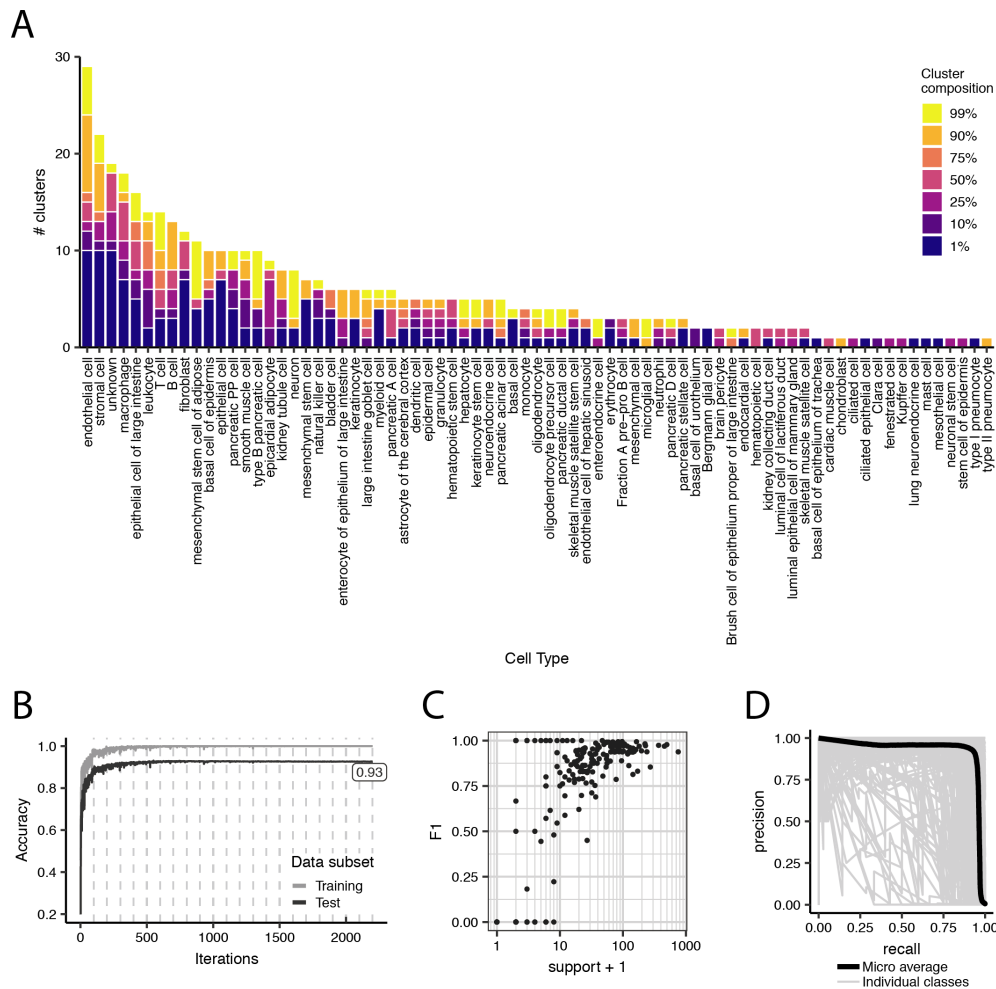 A
30
20
10
0
# clusters
Cluster
composition
99%
90%
75%
50%
25%
10%
1%
endothelial cell
stromal cell
unknown
macrophage
epithelial cell of large intestine
leukocyte
T cell
B cell
fibroblast
mesenchymal stem cell of adipose
basal cell of epidermis
epithelial cell
pancreatic PP cell
smooth muscle cell
type B pancreatic cell
epicardial adipocyte
kidney tubule cell
neuron
mesenchymal stem cell
natural killer cell
bladder cell
enterocyte of epithelium of large intestine
keratinocyte
large intestine goblet cell
myeloid cell
pancreatic A cell
astrocyte of the cerebral cortex
dendritic cell
epidermal cell
granulocyte
hematopoietic stem cell
hepatocyte
keratinocyte stem cell
neuroendocrine cell
pancreatic acinar cell
basal cell
monocyte
oligodendrocyte
oligodendrocyte precursor cell
pancreatic ductal cell
skeletal muscle satellite stem cell
endothelial cell of hepatic sinusoid
enteroendocrine cell
erythrocyte
Fraction A pre−pro B cell
mesenchymal cell
microglial cell
neutrophil
pancreatic D cell
pancreatic stellate cell
basal cell of urothelium
Bergmann glial cell
brain pericyte
Brush cell of epithelium proper of large intestine
endocardial cell
hematopoietic cell
kidney collecting duct cell
luminal cell of lactiferous duct
luminal epithelial cell of mammary gland
skeletal muscle satellite cell
basal cell of epithelium of trachea
cardiac muscle cell
chondroblast
ciliated cell
ciliated epithelial cell
Clara cell
fenestrated cell
Kupffer cell
lung neuroendocrine cell
mast cell
mesothelial cell
neuronal stem cell
stem cell of epidermis
type I pneumocyte
type II pneumocyte
Cell Type
B
1.0
0.8
0.6
0.4
0.2
Accuracy
0.93
Data subset
Training
Test
0
500
1000
1500
2000
Iterations
C
1.00
0.75
0.50
0.25
0.00
F1
1
10
100
1000
support + 1
D
1.00
0.75
0.50
0.25
0.00
precision
0.00
0.25
0.50
0.75
1.00
recall
Micro average
Individual classes